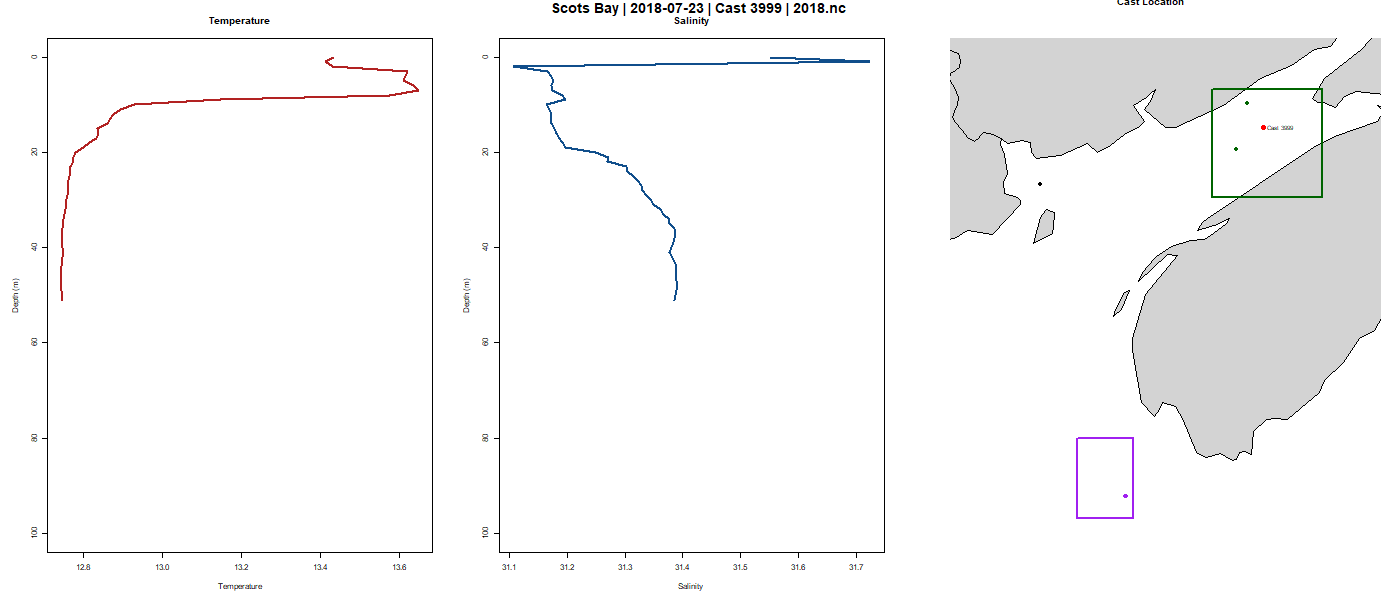 Scots Bay | 2018-07-23 | Cast 3999 | 2018.nc
Temperature
Salinity
Cast Location
0
20
40
60
80
100
Depth (m)
12.8
13.0
13.2
13.4
13.6
Temperature
0
20
40
60
80
100
Depth (m)
31.1
31.2
31.3
31.4
31.5
31.6
31.7
Salinity
Cast 3999